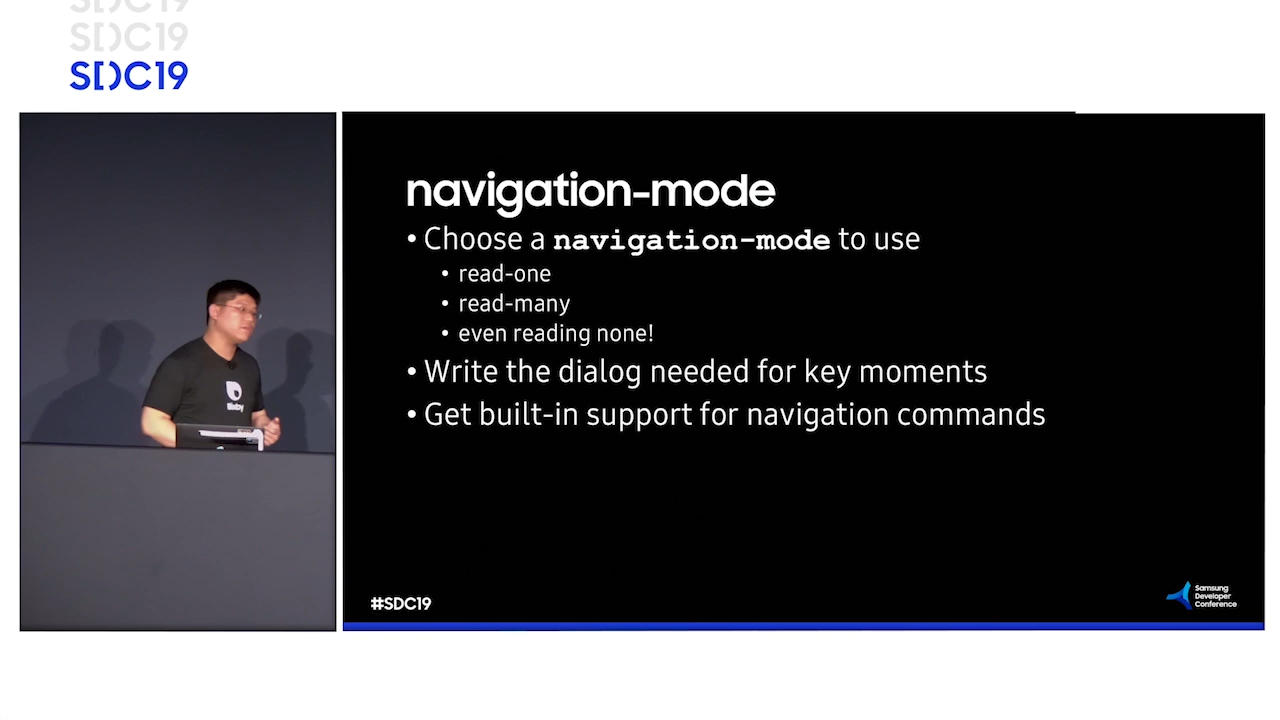 SDC19
SDC19
SDC19
navigation-mode
• Choose a navigation-mode to use
• read-one
• read-many
• even reading none!
• Write the dialog needed for key moments
• Get built-in support for navigation commands
bixby
#SDC19
Samsung
Developer
Conference